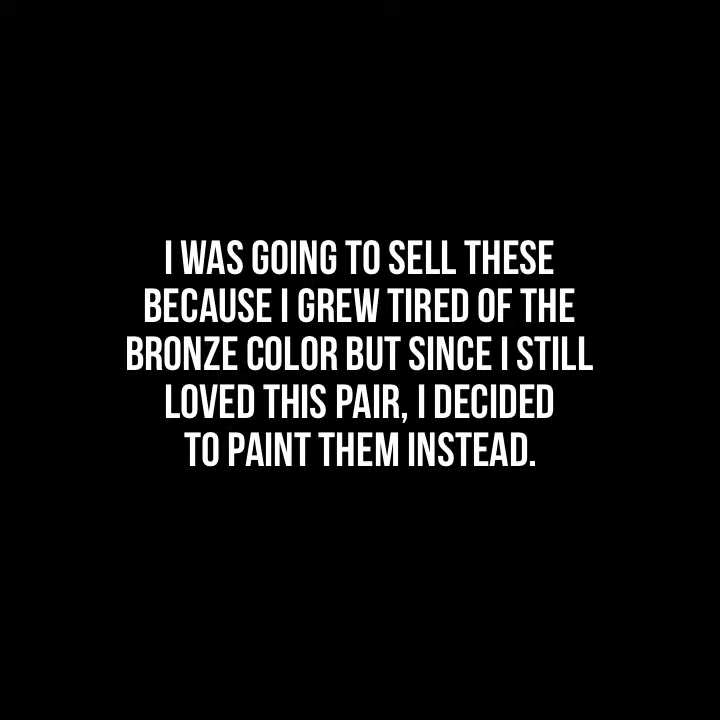 I WAS GOING TO SELL THESE
BECAUSE I GREW TIRED OF THE
BRONZE COLOR BUT SINCE I STILL
LOVED THIS PAIR, I DECIDED
TO PAINT THEM INSTEAD.